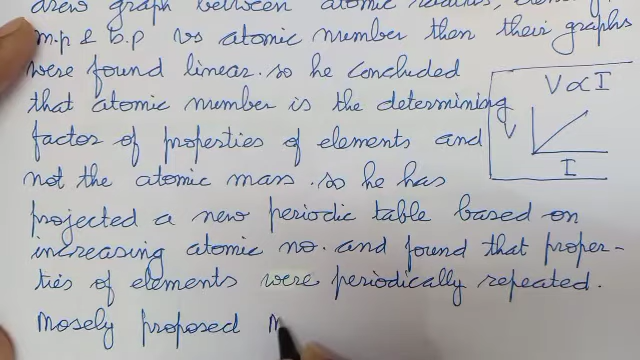 drew graph between atomic radius,
m.p & b.p vs atomic number then their graphs
were found linear. so he concluded
that atomic number is the determining
factor of properties of elements and
not the atomic mass. so he has
projected a new periodic table based on
increasing atomic no. and found that proper-
ties of elements were periodically repeated.
Mosely proposed M
V∝I
V
I